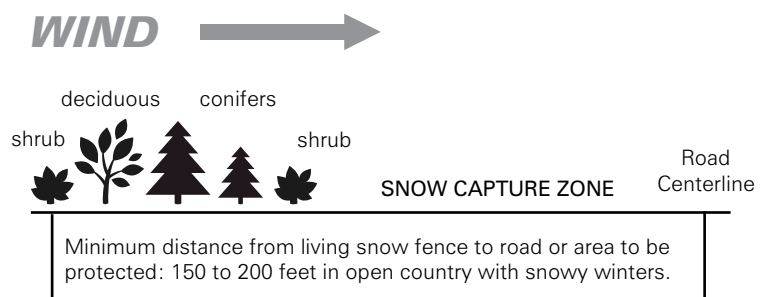 WIND
deciduous conifers
shrub
shrub
Road
Centerline
SNOW CAPTURE ZONE
Minimum distance from living snow fence to road or area to be
protected: 150 to 200 feet in open country with snowy winters.